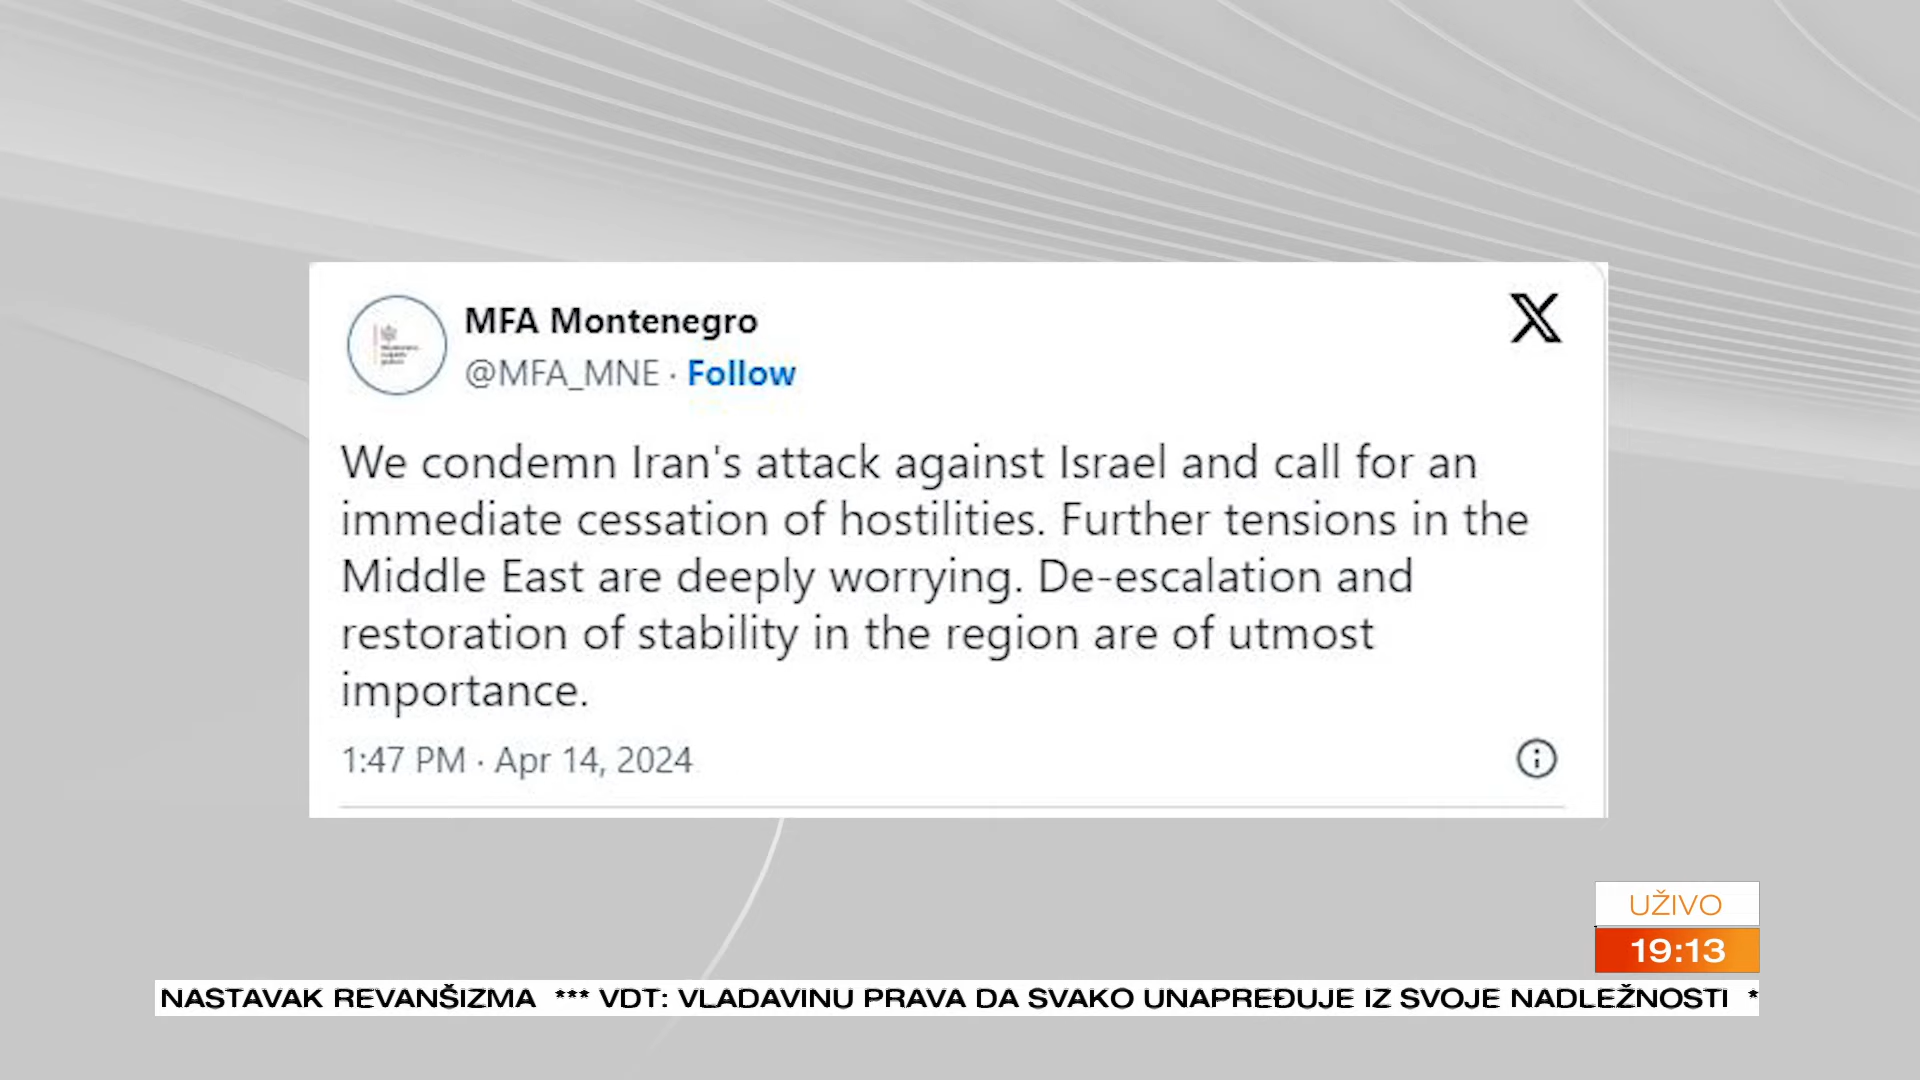 MFA Montenegro
@MFA_MNE · Follow
We condemn Iran's attack against Israel and call for an
immediate cessation of hostilities. Further tensions in the
Middle East are deeply worrying. De-escalation and
restoration of stability in the region are of utmost
importance.
1:47 PM · Apr 14, 2024
UŽIVO
19:13
NASTAVAK REVANŠIZMA *** VDT: VLADAVINU PRAVA DA SVAKO UNAPREĐUJE IZ SVOJE NADLEŽNOSTI *